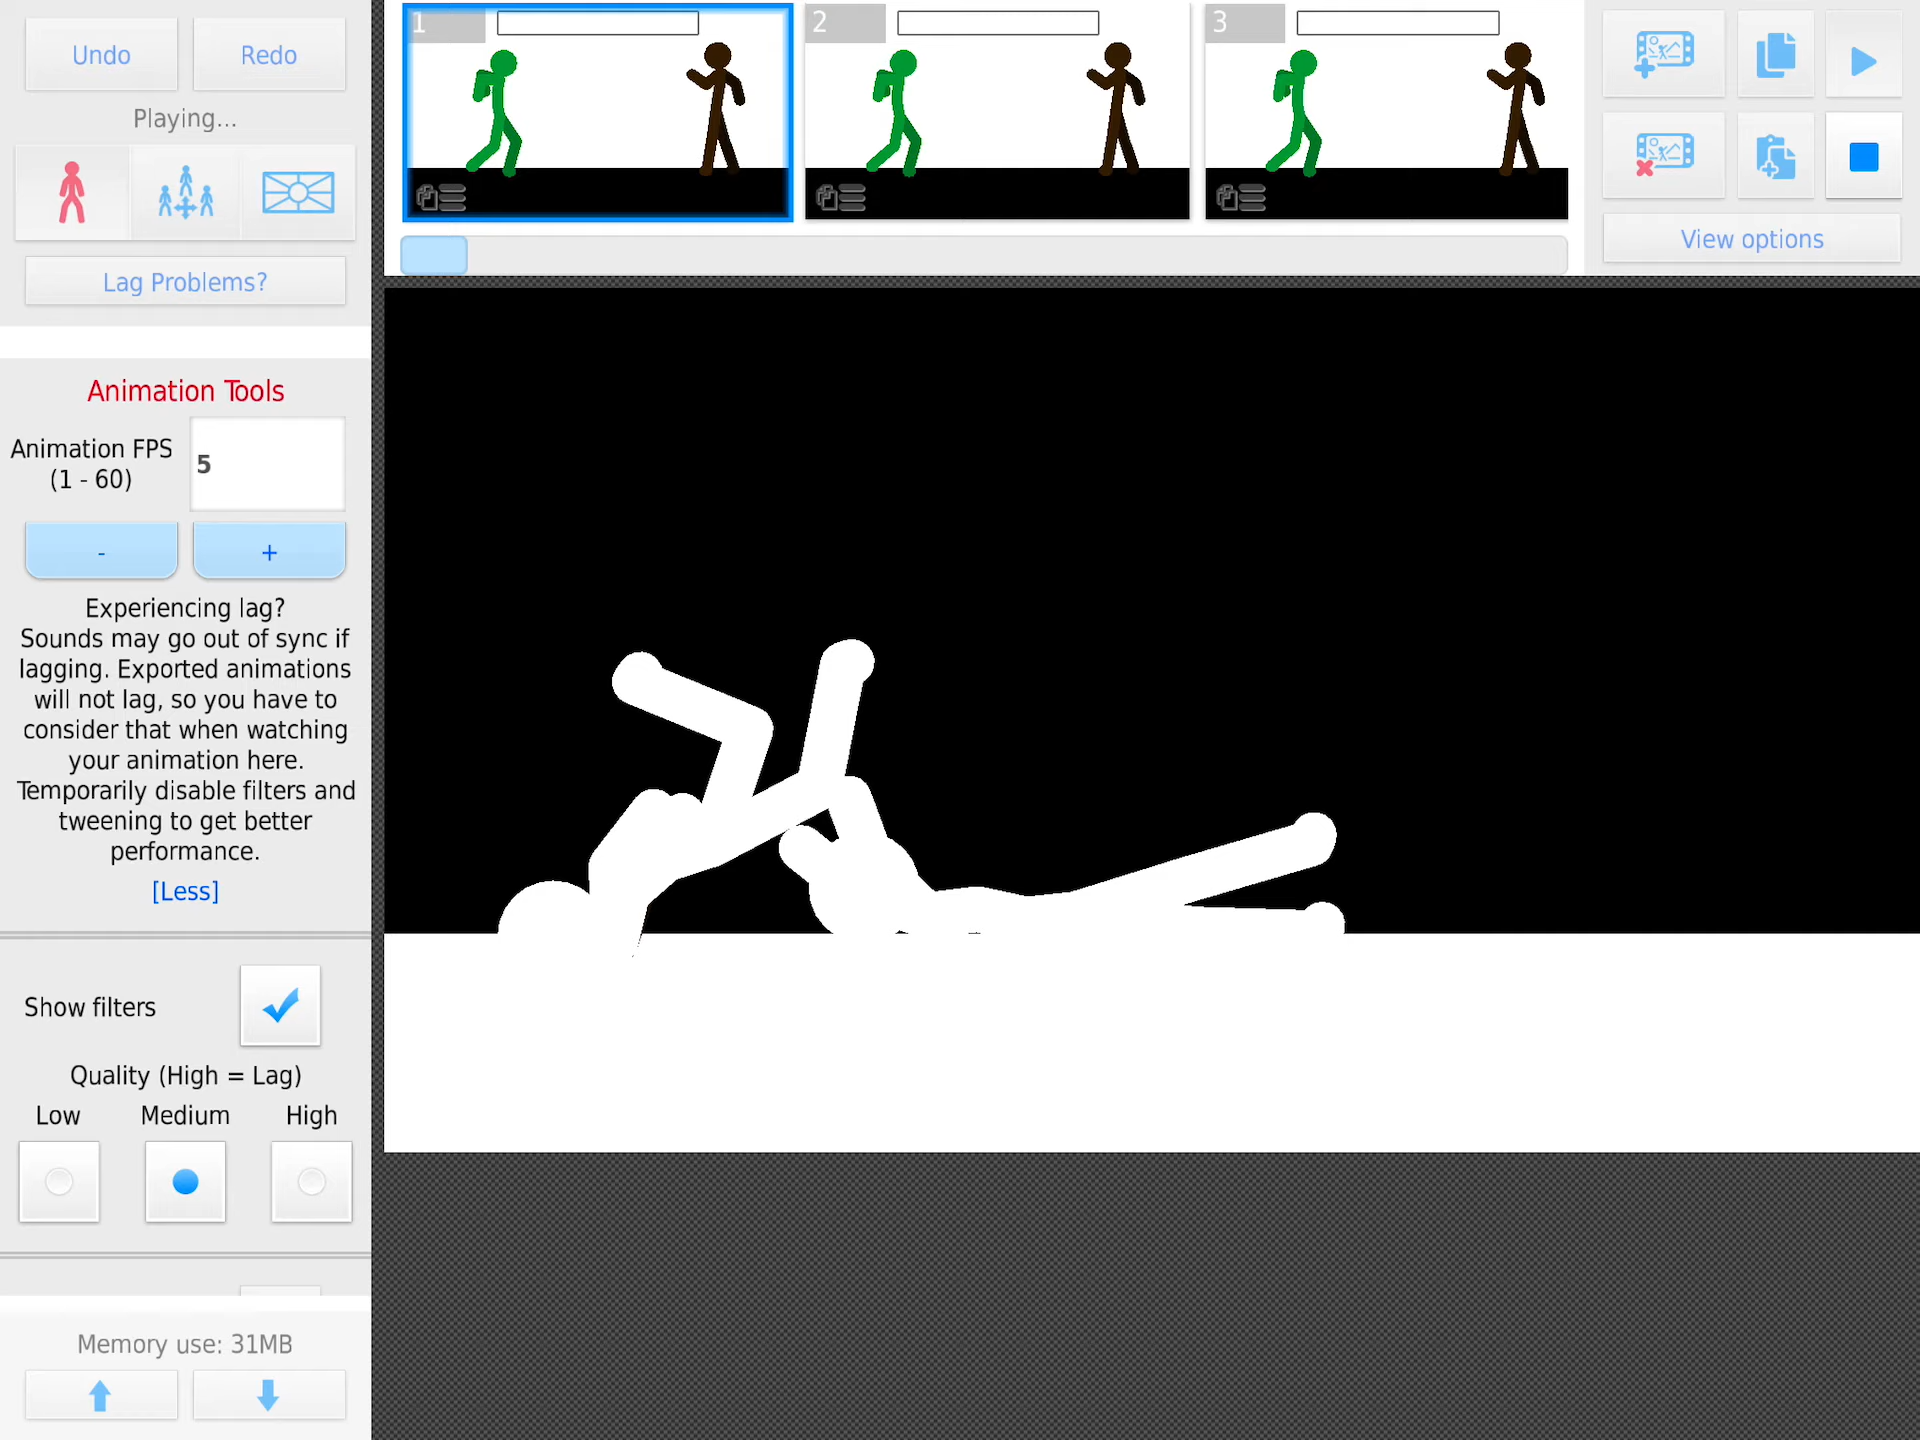 Undo
Redo
Playing...
Lag Problems?
Animation Tools
Animation FPS
(1 - 60)
5
-
+
Experiencing lag?
Sounds may go out of sync if
lagging. Exported animations
will not lag, so you have to
consider that when watching
your animation here.
Temporarily disable filters and
tweening to get better
performance.
[Less]
Show filters
Quality (High = Lag)
Low
Medium
High
Memory use: 31MB
1
2
3
View options